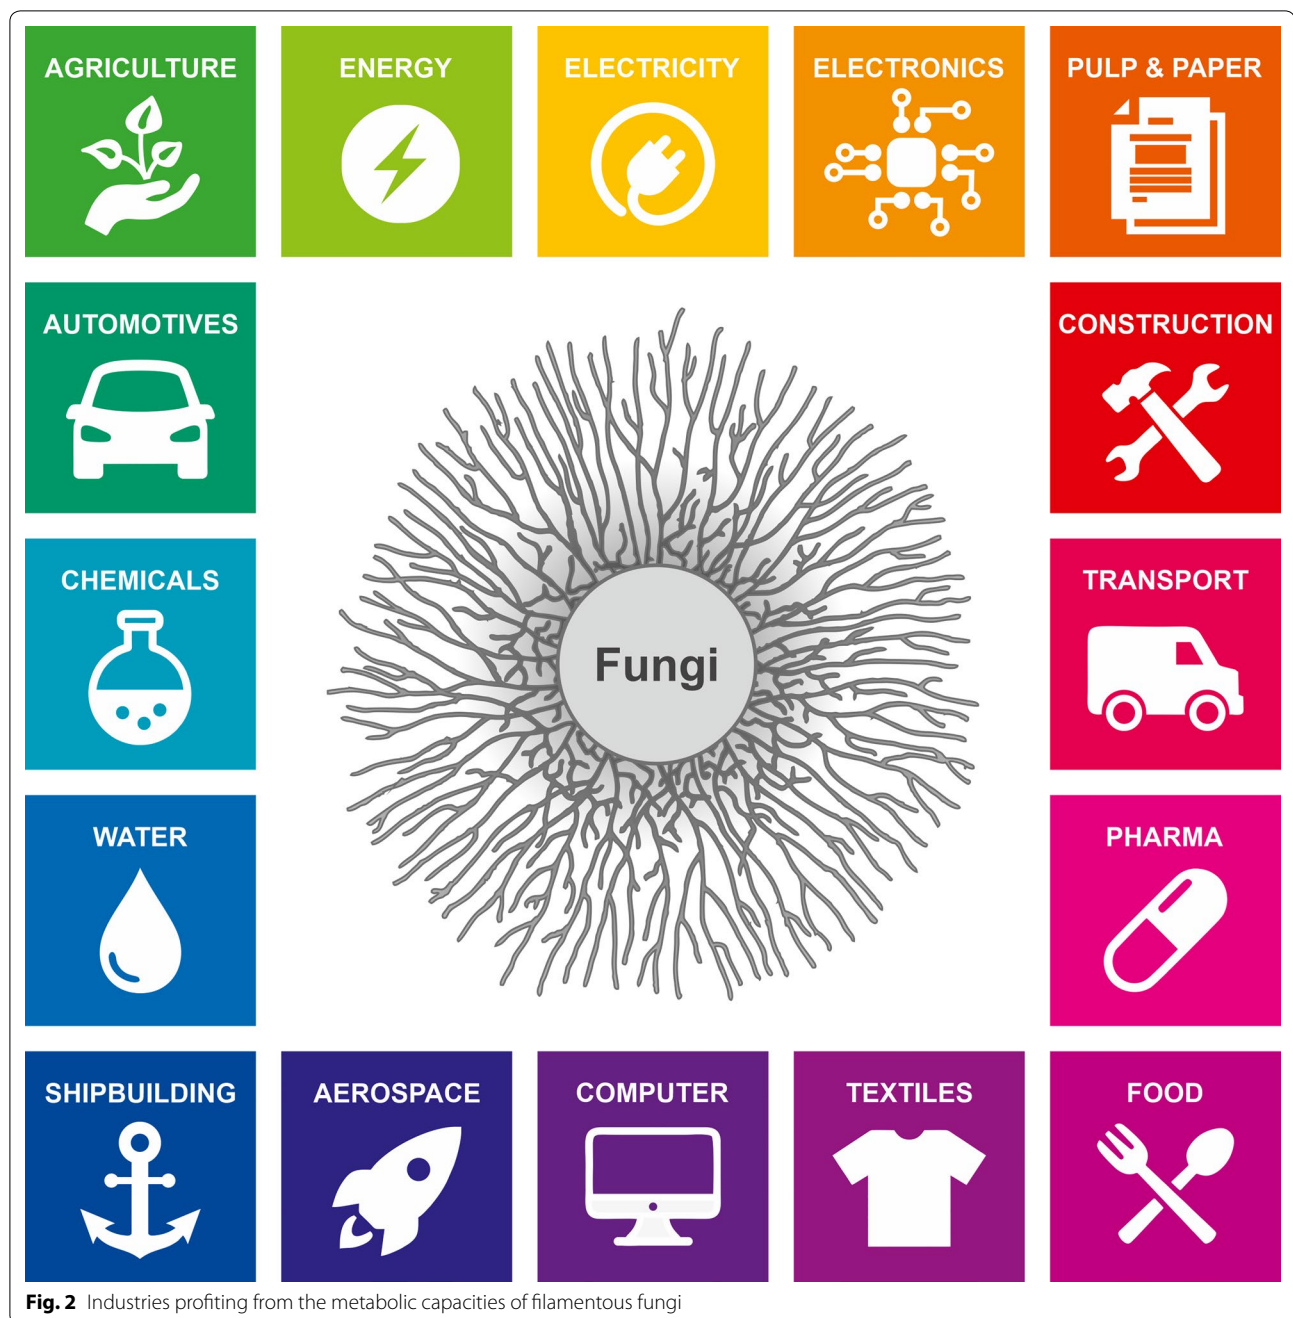 AGRICULTURE
ENERGY
ELECTRICITY
ELECTRONICS
PULP & PAPER
AUTOMOTIVES
CONSTRUCTION
CHEMICALS
TRANSPORT
Fungi
WATER
PHARMA
SHIPBUILDING
AEROSPACE
COMPUTER
TEXTILES
FOOD
Fig. 2 Industries profiting from the metabolic capacities of filamentous fungi